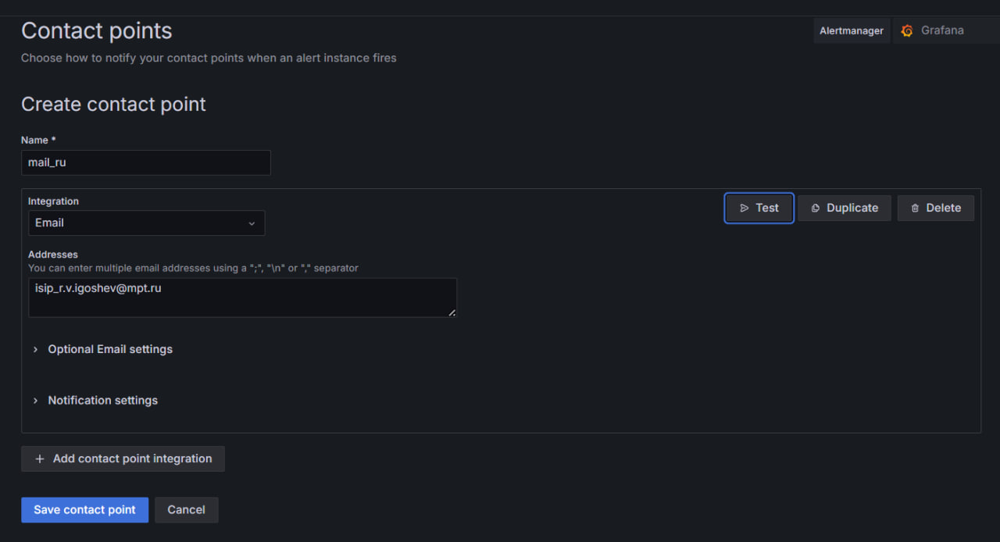 Contact points
Alertmanager
Grafana
Choose how to notify your contact points when an alert instance fires
Create contact point
Name *
mail_ru
Integration
Email
Test
Duplicate
Delete
Addresses
You can enter multiple email addresses using a ";", "\n" or "," separator
isip_r.v.igoshev@mpt.ru
Optional Email settings
Notification settings
Add contact point integration
Save contact point
Cancel